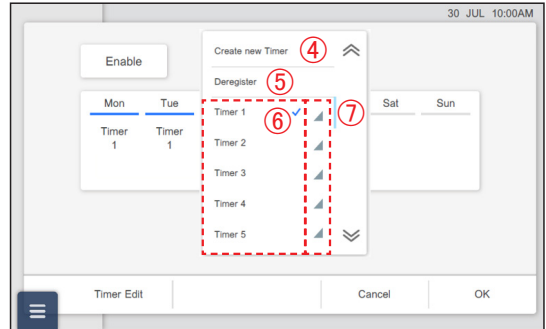 30 JUL 10:00AM
Enable
Create new Timer ④
Deregister ⑤
Mon Tue Sat Sun
Timer 1 ⑥ ⑦
Timer
1
Timer
1
Timer 2
Timer 3
Timer 4
Timer 5
Timer Edit Cancel OK